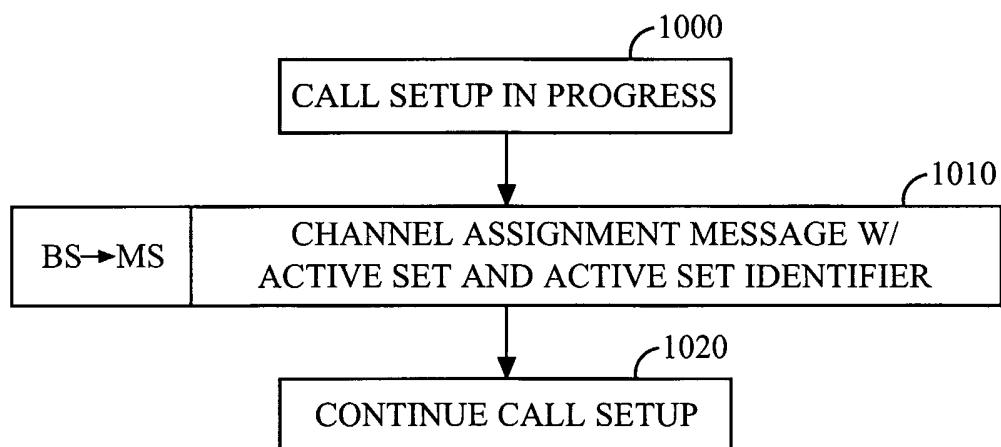 1000
CALL SETUP IN PROGRESS
1010
BS→MS
CHANNEL ASSIGNMENT MESSAGE W/
ACTIVE SET AND ACTIVE SET IDENTIFIER
1020
CONTINUE CALL SETUP